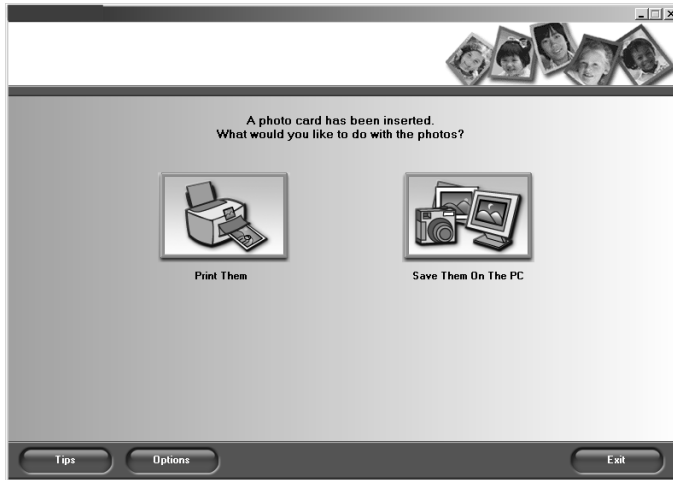 A photo card has been inserted.
What would you like to do with the photos?
Print Them
Save Them On The PC
Tips
Options
Exit